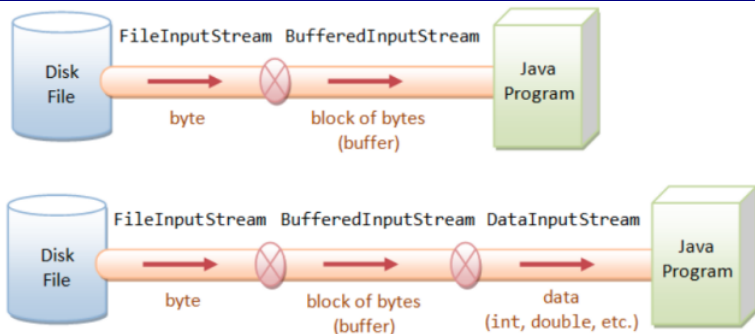 FileInputStream BufferedInputStream
Disk
File
Java
Program
byte
block of bytes
(buffer)
FileInputStream BufferedInputStream DataInputStream
Disk
File
Java
Program
byte
block of bytes
(buffer)
data
(int, double, etc.)